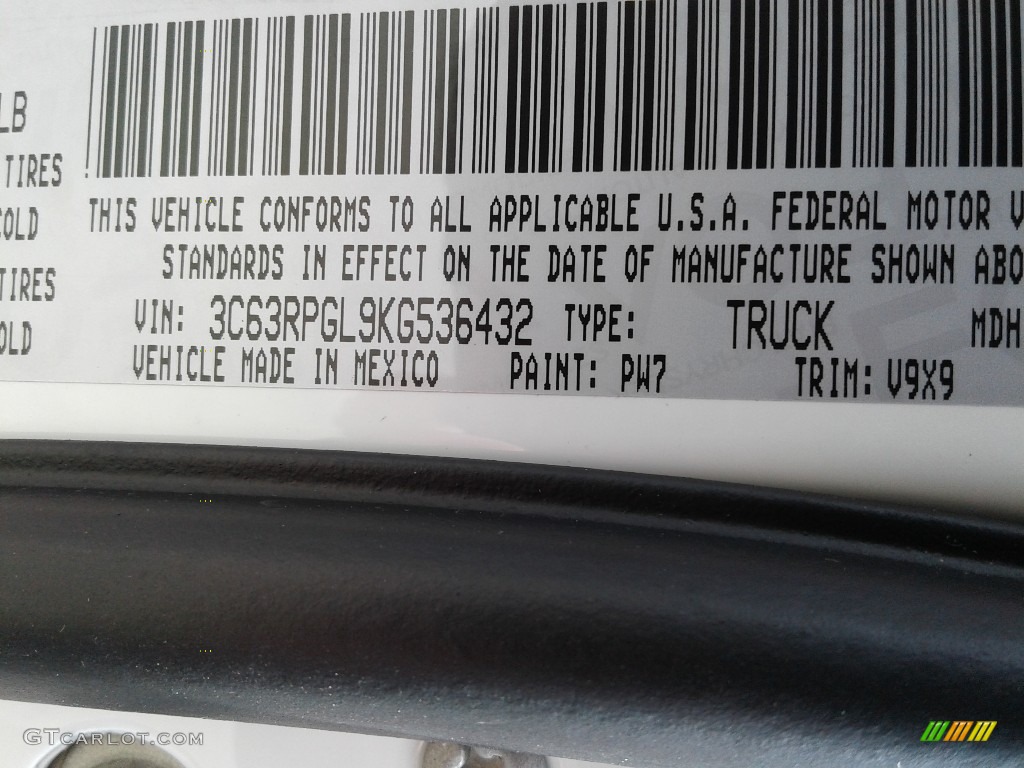 LB
TIRES
COLD
TIRES
COLD
THIS VEHICLE CONFORMS TO ALL APPLICABLE U.S.A. FEDERAL MOTOR V
STANDARDS IN EFFECT ON THE DATE OF MANUFACTURE SHOWN ABO
VIN: 3C63RPGL9KG536432 TYPE: TRUCK MDH
VEHICLE MADE IN MEXICO PAINT: PW7 TRIM: V9X9
GTCARLOT.COM